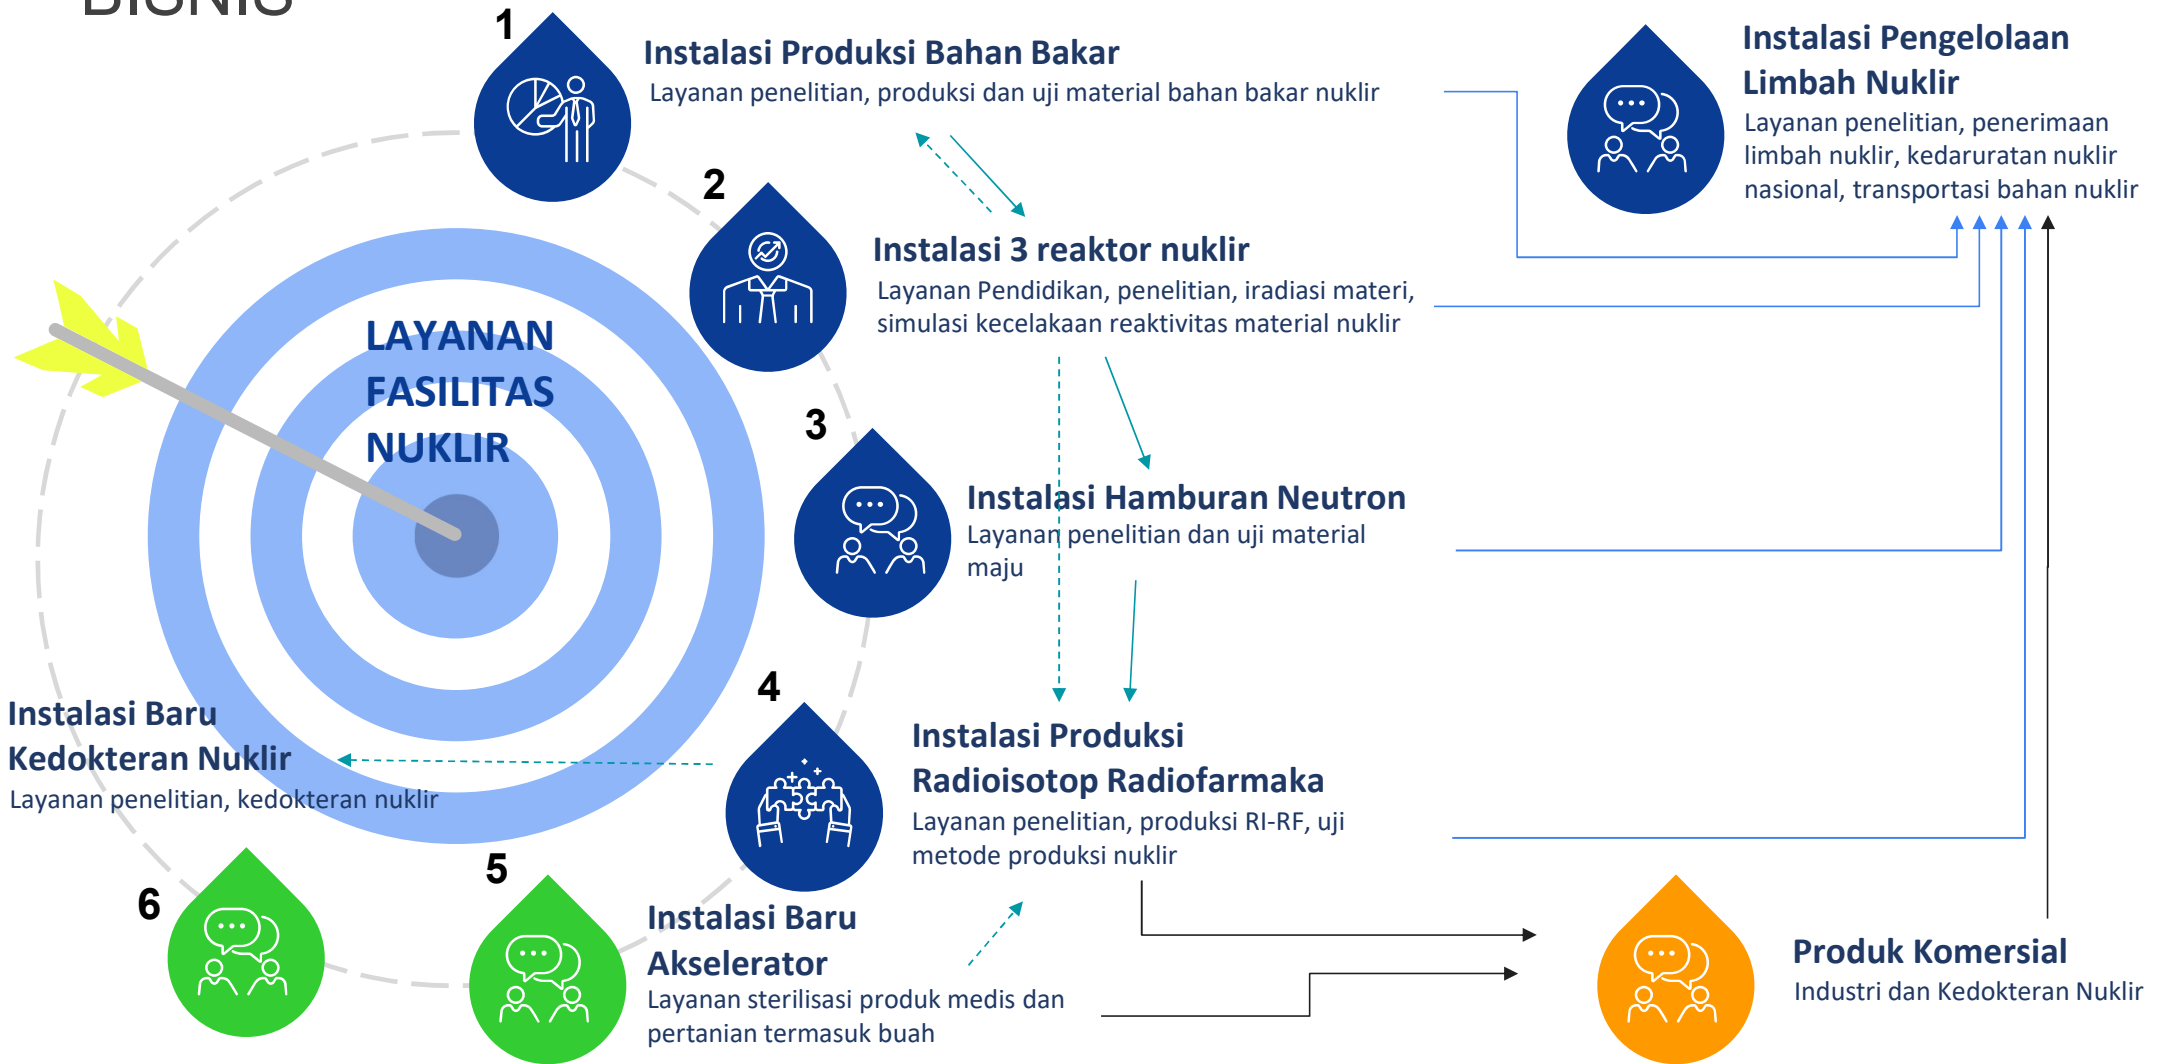 BISNIS
1
Instalasi Produksi Bahan Bakar
Layanan penelitian, produksi dan uji material bahan bakar nuklir
Instalasi Pengelolaan
Limbah Nuklir
Layanan penelitian, penerimaan
limbah nuklir, kedaruratan nuklir
nasional, transportasi bahan nuklir
2
Instalasi 3 reaktor nuklir
Layanan Pendidikan, penelitian, iradiasi materi,
simulasi kecelakaan reaktivitas material nuklir
LAYANAN
FASILITAS
NUKLIR
3
Instalasi Hamburan Neutron
Layanan penelitian dan uji material
maju
4
Instalasi Produksi
Radioisotop Radiofarmaka
Layanan penelitian, produksi RI-RF, uji
metode produksi nuklir
Instalasi Baru
Kedokteran Nuklir
Layanan penelitian, kedokteran nuklir
6
5
Instalasi Baru
Akselerator
Layanan sterilisasi produk medis dan
pertanian termasuk buah
Produk Komersial
Industri dan Kedokteran Nuklir